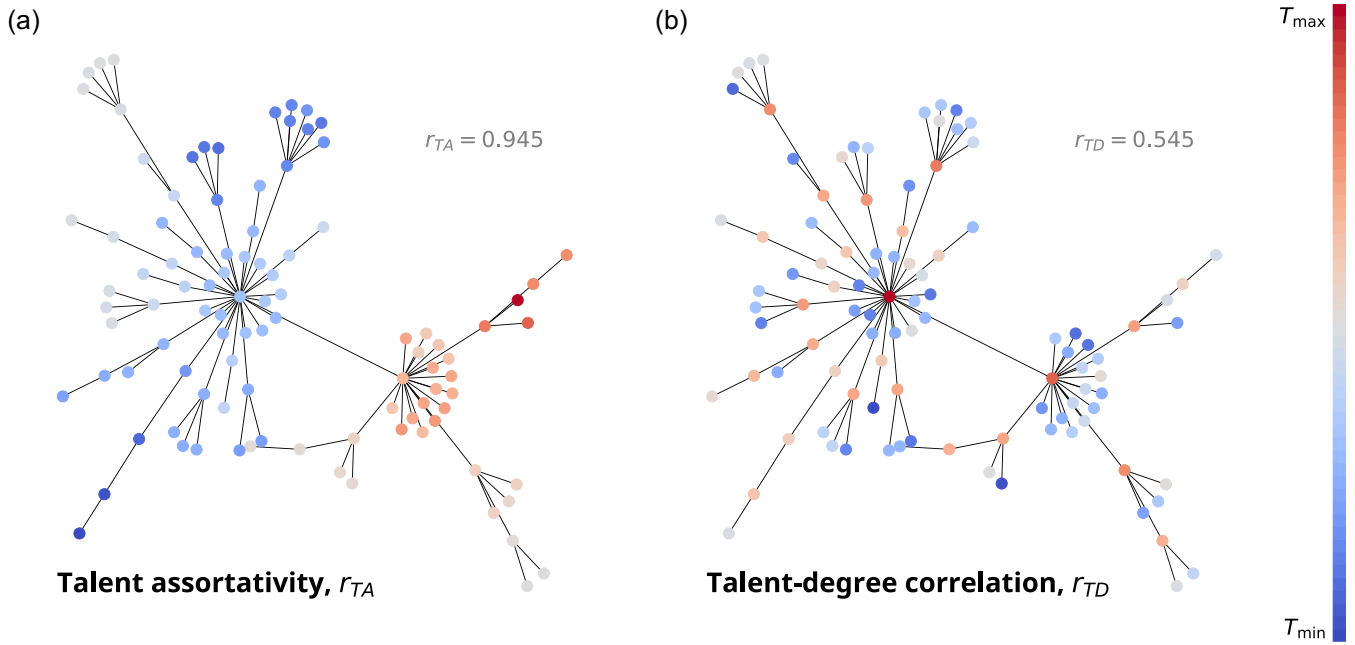 (a)
(b)
T_max
r_TA = 0.945
r_TD = 0.545
Talent assortativity, r_TA
Talent-degree correlation, r_TD
T_min